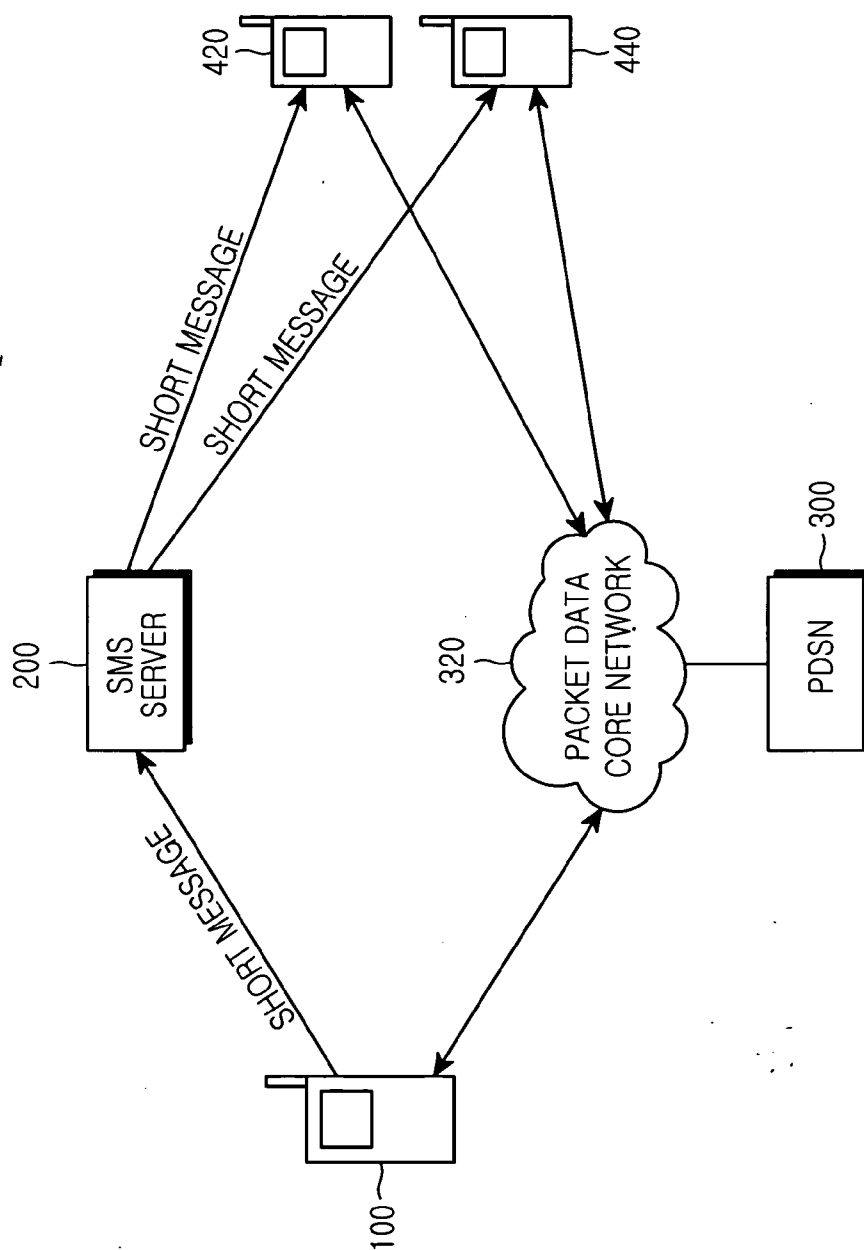 420
440
SHORT MESSAGE
SHORT MESSAGE
200
SMS
SERVER
SHORT MESSAGE
320
PACKET DATA
CORE NETWORK
300
PDSN
100